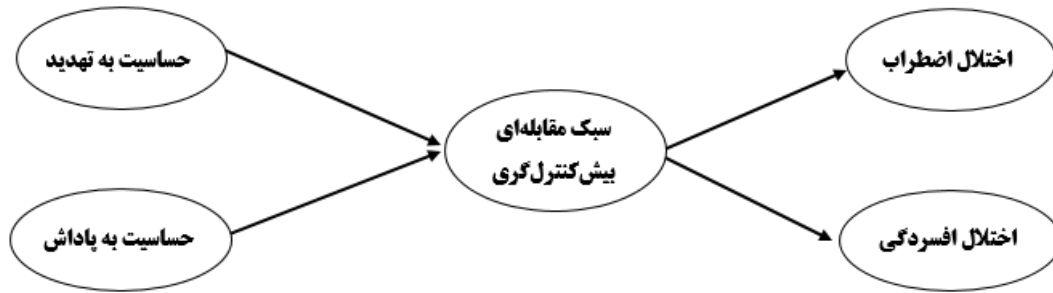 حساسیت به تهدید
اختلال اضطراب
سبک مقابله‌ای
بیش‌کنترل‌گری
حساسیت به پاداش
اختلال افسردگی